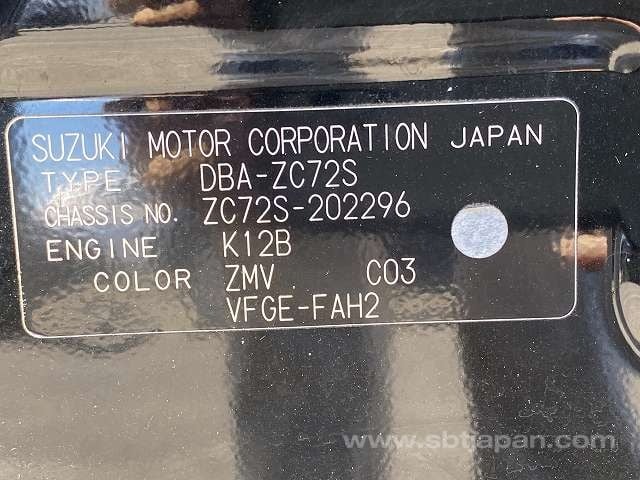 SUZUKI MOTOR CORPORATION JAPAN
TYPE DBA-ZC72S
CHASSIS NO. ZC72S-202296
ENGINE K12B
COLOR ZMV C03
VFGE-FAH2
www.sbtjapan.com